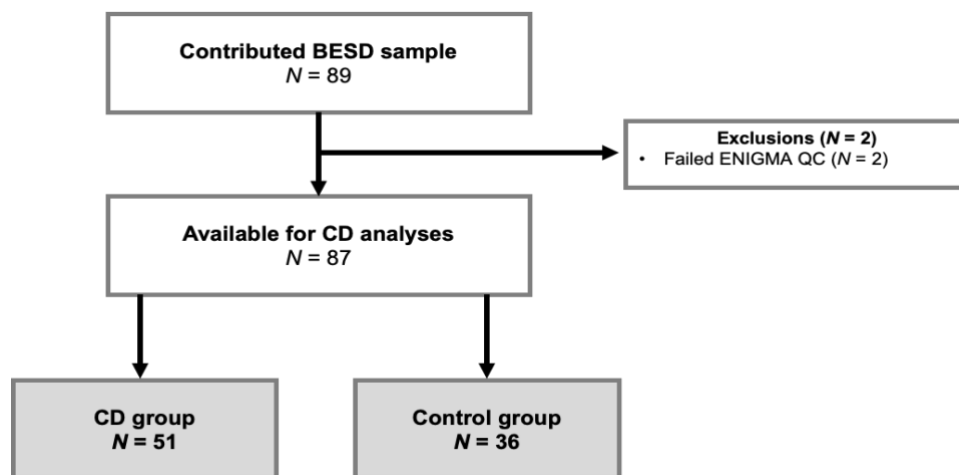 Contributed BESD sample
N = 89
Exclusions (N = 2)
• Failed ENIGMA QC (N = 2)
Available for CD analyses
N = 87
CD group
N = 51
Control group
N = 36